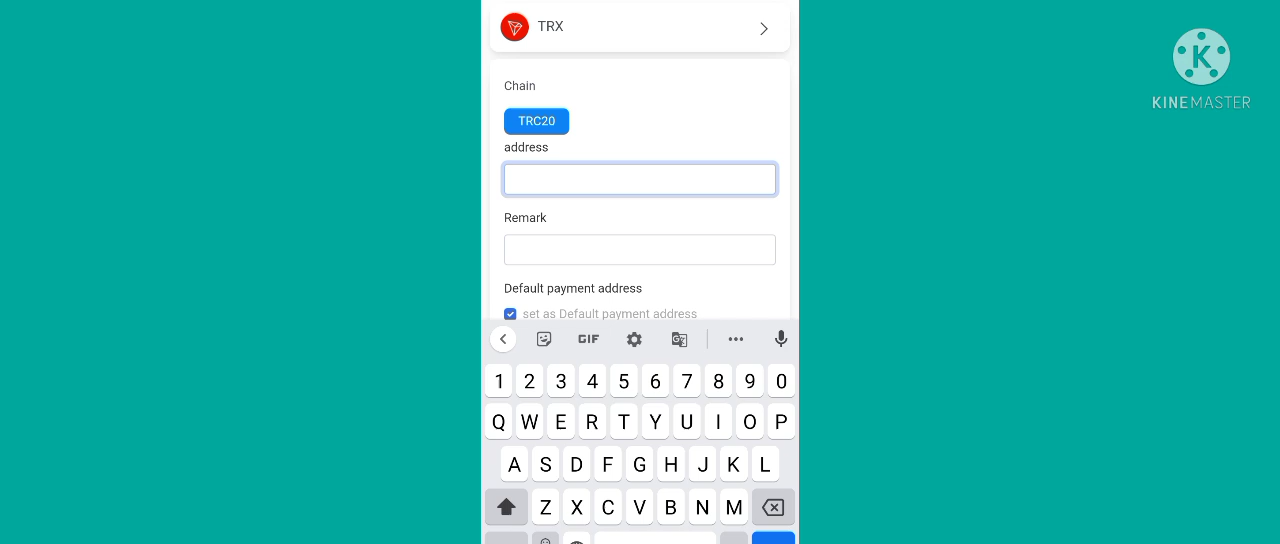 TRX
Chain
TRC20
address
Remark
Default payment address
set as Default payment address
GIF
1 2 3 4 5 6 7 8 9 0
Q W E R T Y U I O P
A S D F G H J K L
Z X C V B N M
K
KINEMASTER